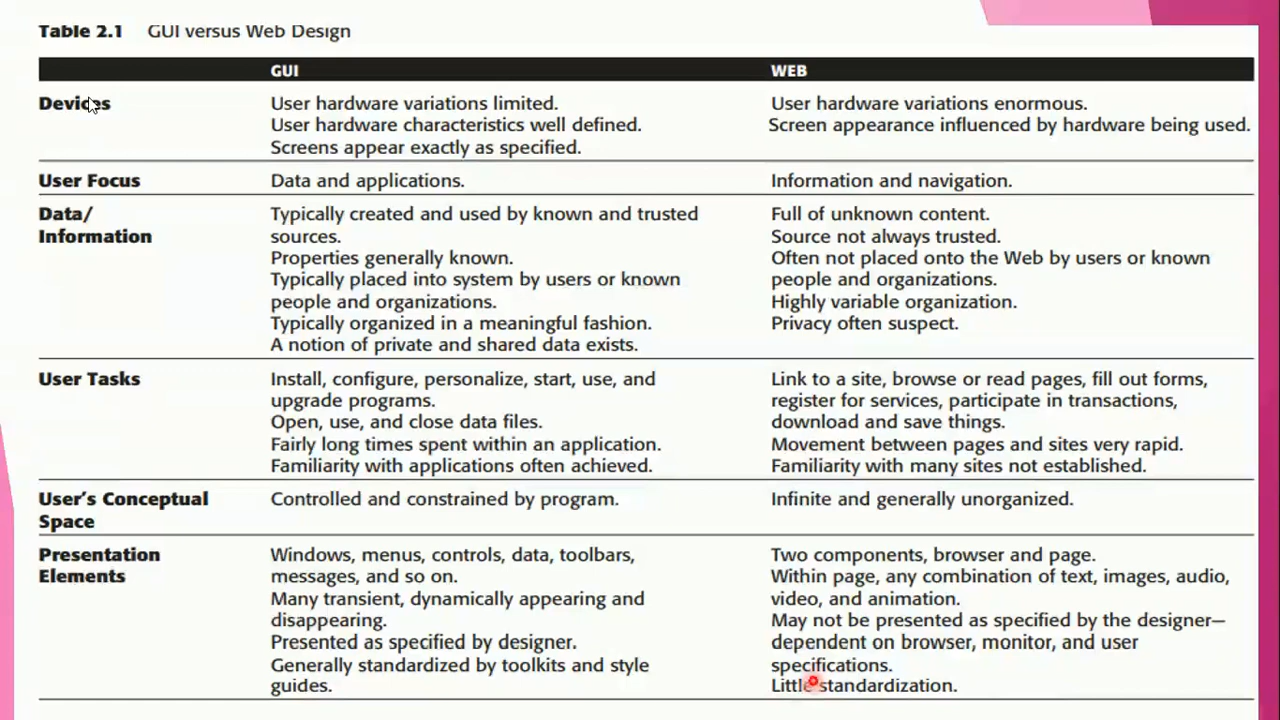 Table 2.1 GUI versus Web Design
GUI WEB
Devices User hardware variations limited. User hardware variations enormous.
User hardware characteristics well defined. Screen appearance influenced by hardware being used.
Screens appear exactly as specified.
User Focus Data and applications. Information and navigation.
Data/ Typically created and used by known and trusted Full of unknown content.
Information sources. Source not always trusted.
Properties generally known. Often not placed onto the Web by users or known
Typically placed into system by users or known people and organizations.
people and organizations. Highly variable organization.
Typically organized in a meaningful fashion. Privacy often suspect.
A notion of private and shared data exists.
User Tasks Install, configure, personalize, start, use, and Link to a site, browse or read pages, fill out forms,
upgrade programs. register for services, participate in transactions,
Open, use, and close data files. download and save things.
Fairly long times spent within an application. Movement between pages and sites very rapid.
Familiarity with applications often achieved. Familiarity with many sites not established.
User's Conceptual Controlled and constrained by program. Infinite and generally unorganized.
Space
Presentation Windows, menus, controls, data, toolbars, Two components, browser and page.
Elements messages, and so on. Within page, any combination of text, images, audio,
Many transient, dynamically appearing and video, and animation.
disappearing. May not be presented as specified by the designer—
Presented as specified by designer. dependent on browser, monitor, and user
Generally standardized by toolkits and style specifications.
guides. Little standardization.